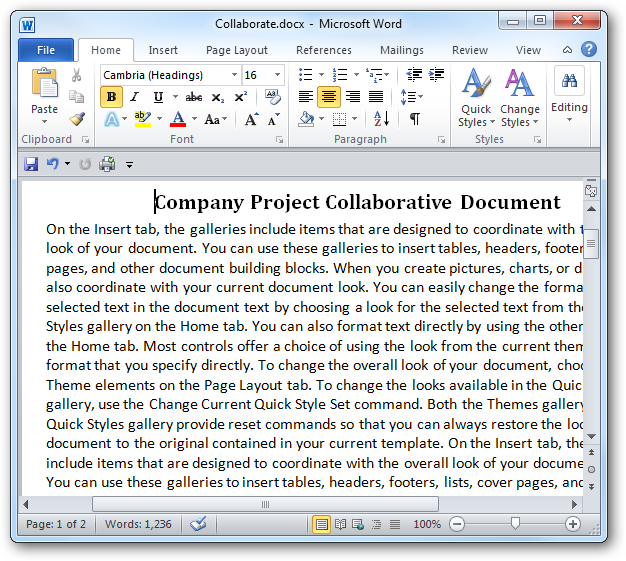 Collaborate.docx - Microsoft Word
File Home Insert Page Layout References Mailings Review View
Cambria (Headings) 16
Paste
B I U abc X₂ X²
Aa A A
Quick Styles Change Styles Editing
Clipboard Font Paragraph Styles
Company Project Collaborative Document
On the Insert tab, the galleries include items that are designed to coordinate with t
look of your document. You can use these galleries to insert tables, headers, footer
pages, and other document building blocks. When you create pictures, charts, or d
also coordinate with your current document look. You can easily change the forma
selected text in the document text by choosing a look for the selected text from the
Styles gallery on the Home tab. You can also format text directly by using the other
the Home tab. Most controls offer a choice of using the look from the current them
format that you specify directly. To change the overall look of your document, choo
Theme elements on the Page Layout tab. To change the looks available in the Quic
gallery, use the Change Current Quick Style Set command. Both the Themes gallery
Quick Styles gallery provide reset commands so that you can always restore the loo
document to the original contained in your current template. On the Insert tab, the
include items that are designed to coordinate with the overall look of your docume
You can use these galleries to insert tables, headers, footers, lists, cover pages, and
Page: 1 of 2 Words: 1,236 100%